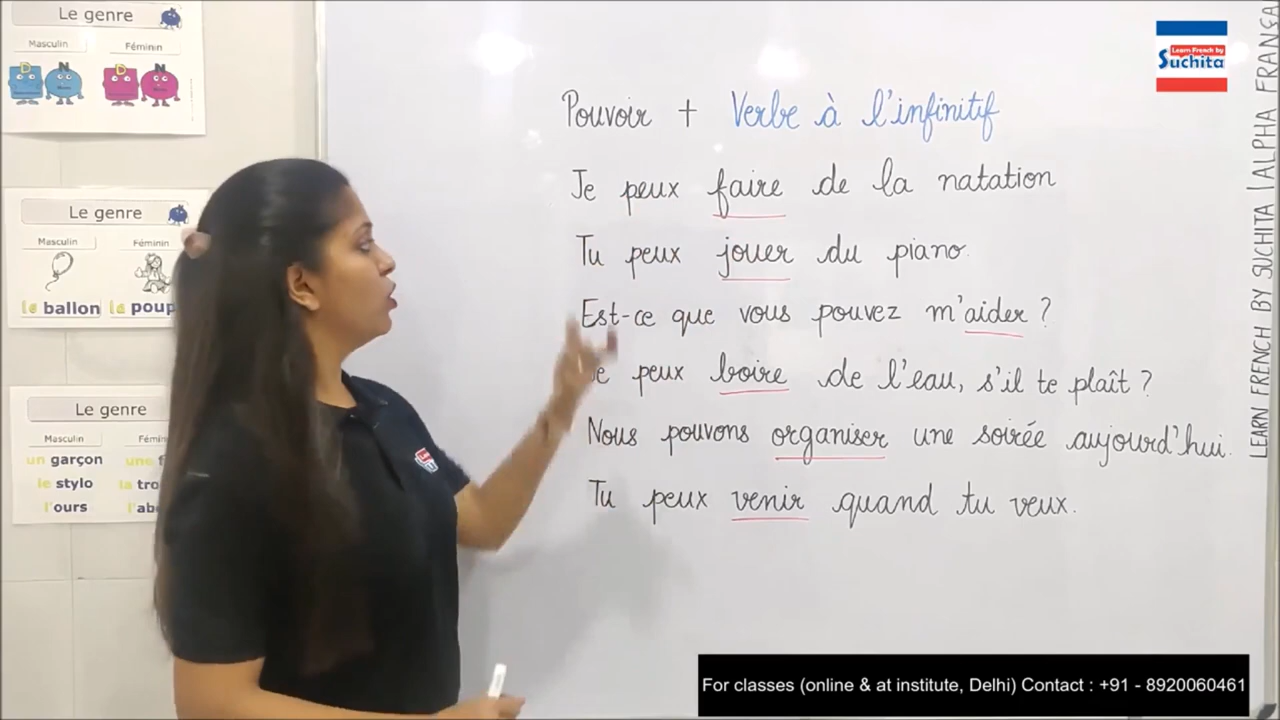 Le genre
Masculin Féminin
D N D N
Le genre
Masculin Féminin
le ballon la poup
Le genre
Masculin Fémin
un garçon une f
le stylo la tro
l'ours l'abe
Pouvoir + Verbe à l'infinitif
Je peux faire de la natation
Tu peux jouer du piano.
Est-ce que vous pouvez m'aider ?
Je peux boire de l'eau, s'il te plaît ?
Nous pouvons organiser une soirée aujourd'hui.
Tu peux venir quand tu veux.
Learn French by
Suchita
LEARN FRENCH BY SUCHITA | ALPHA FRANÇA
For classes (online & at institute, Delhi) Contact : +91 - 8920060461